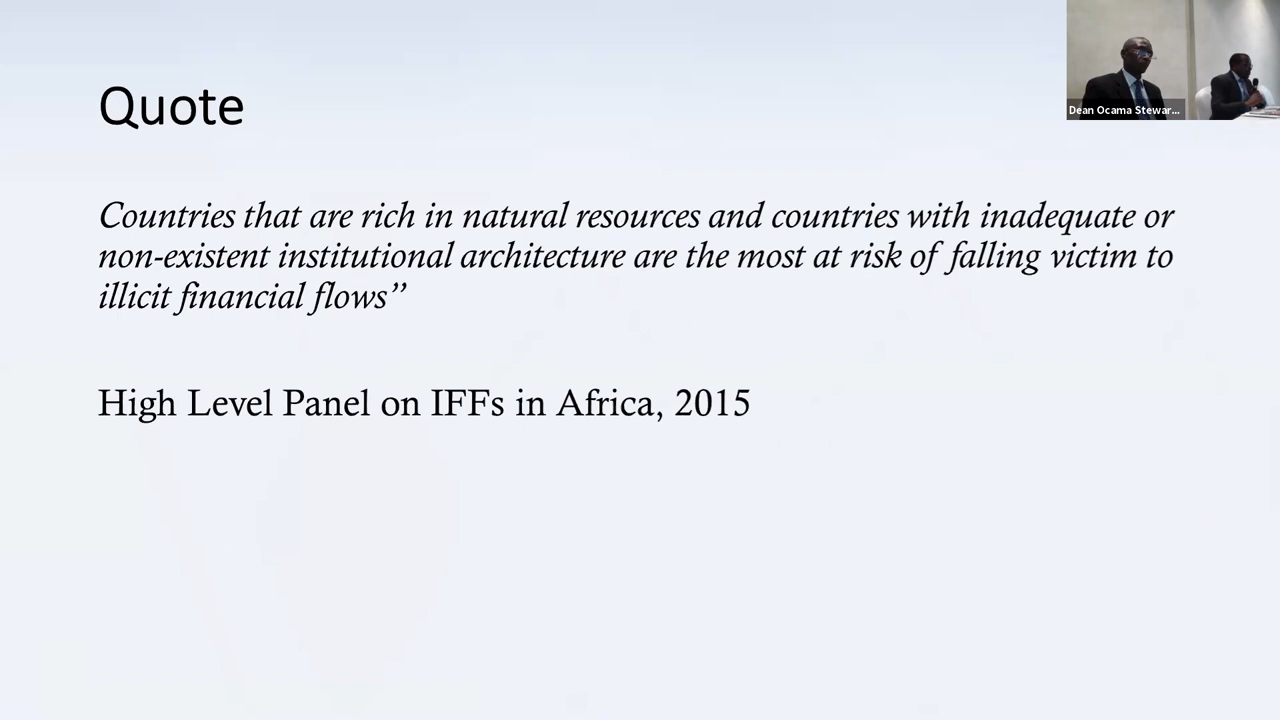 Quote
Dean Ocama Stewar...
Countries that are rich in natural resources and countries with inadequate or
non-existent institutional architecture are the most at risk of falling victim to
illicit financial flows”
High Level Panel on IFFs in Africa, 2015